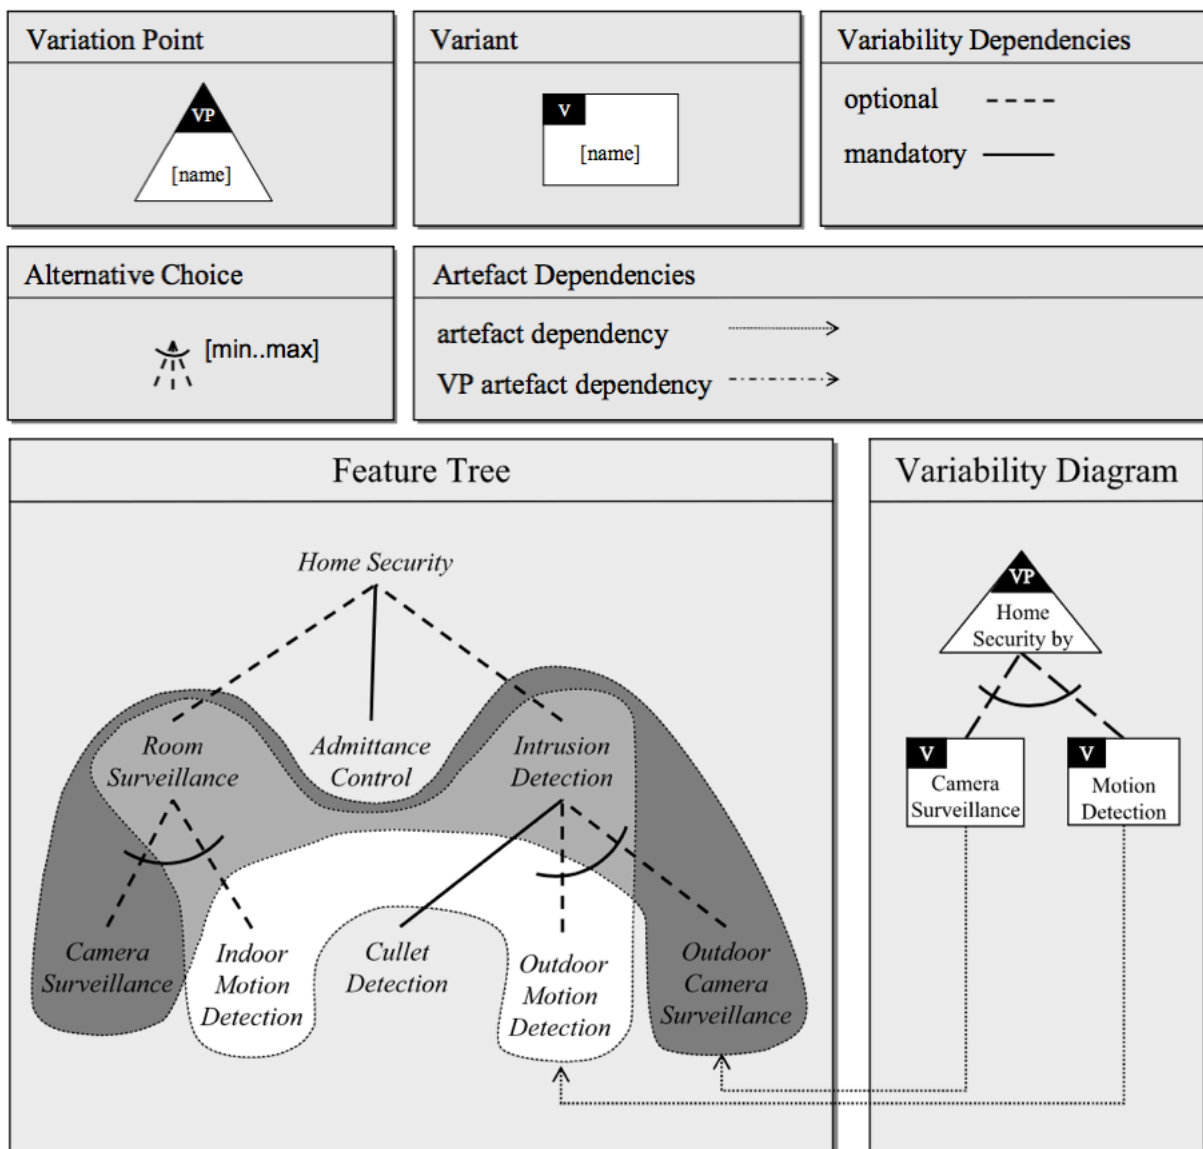 Variation Point
VP
[name]
Variant
V
[name]
Variability Dependencies
optional
mandatory
Alternative Choice
[min..max]
Artefact Dependencies
artefact dependency
VP artefact dependency
Feature Tree
Home Security
Room
Surveillance
Admittance
Control
Intrusion
Detection
Camera
Surveillance
Indoor
Motion
Detection
Cullet
Detection
Outdoor
Motion
Detection
Outdoor
Camera
Surveillance
Variability Diagram
VP
Home
Security by
V
Camera
Surveillance
V
Motion
Detection